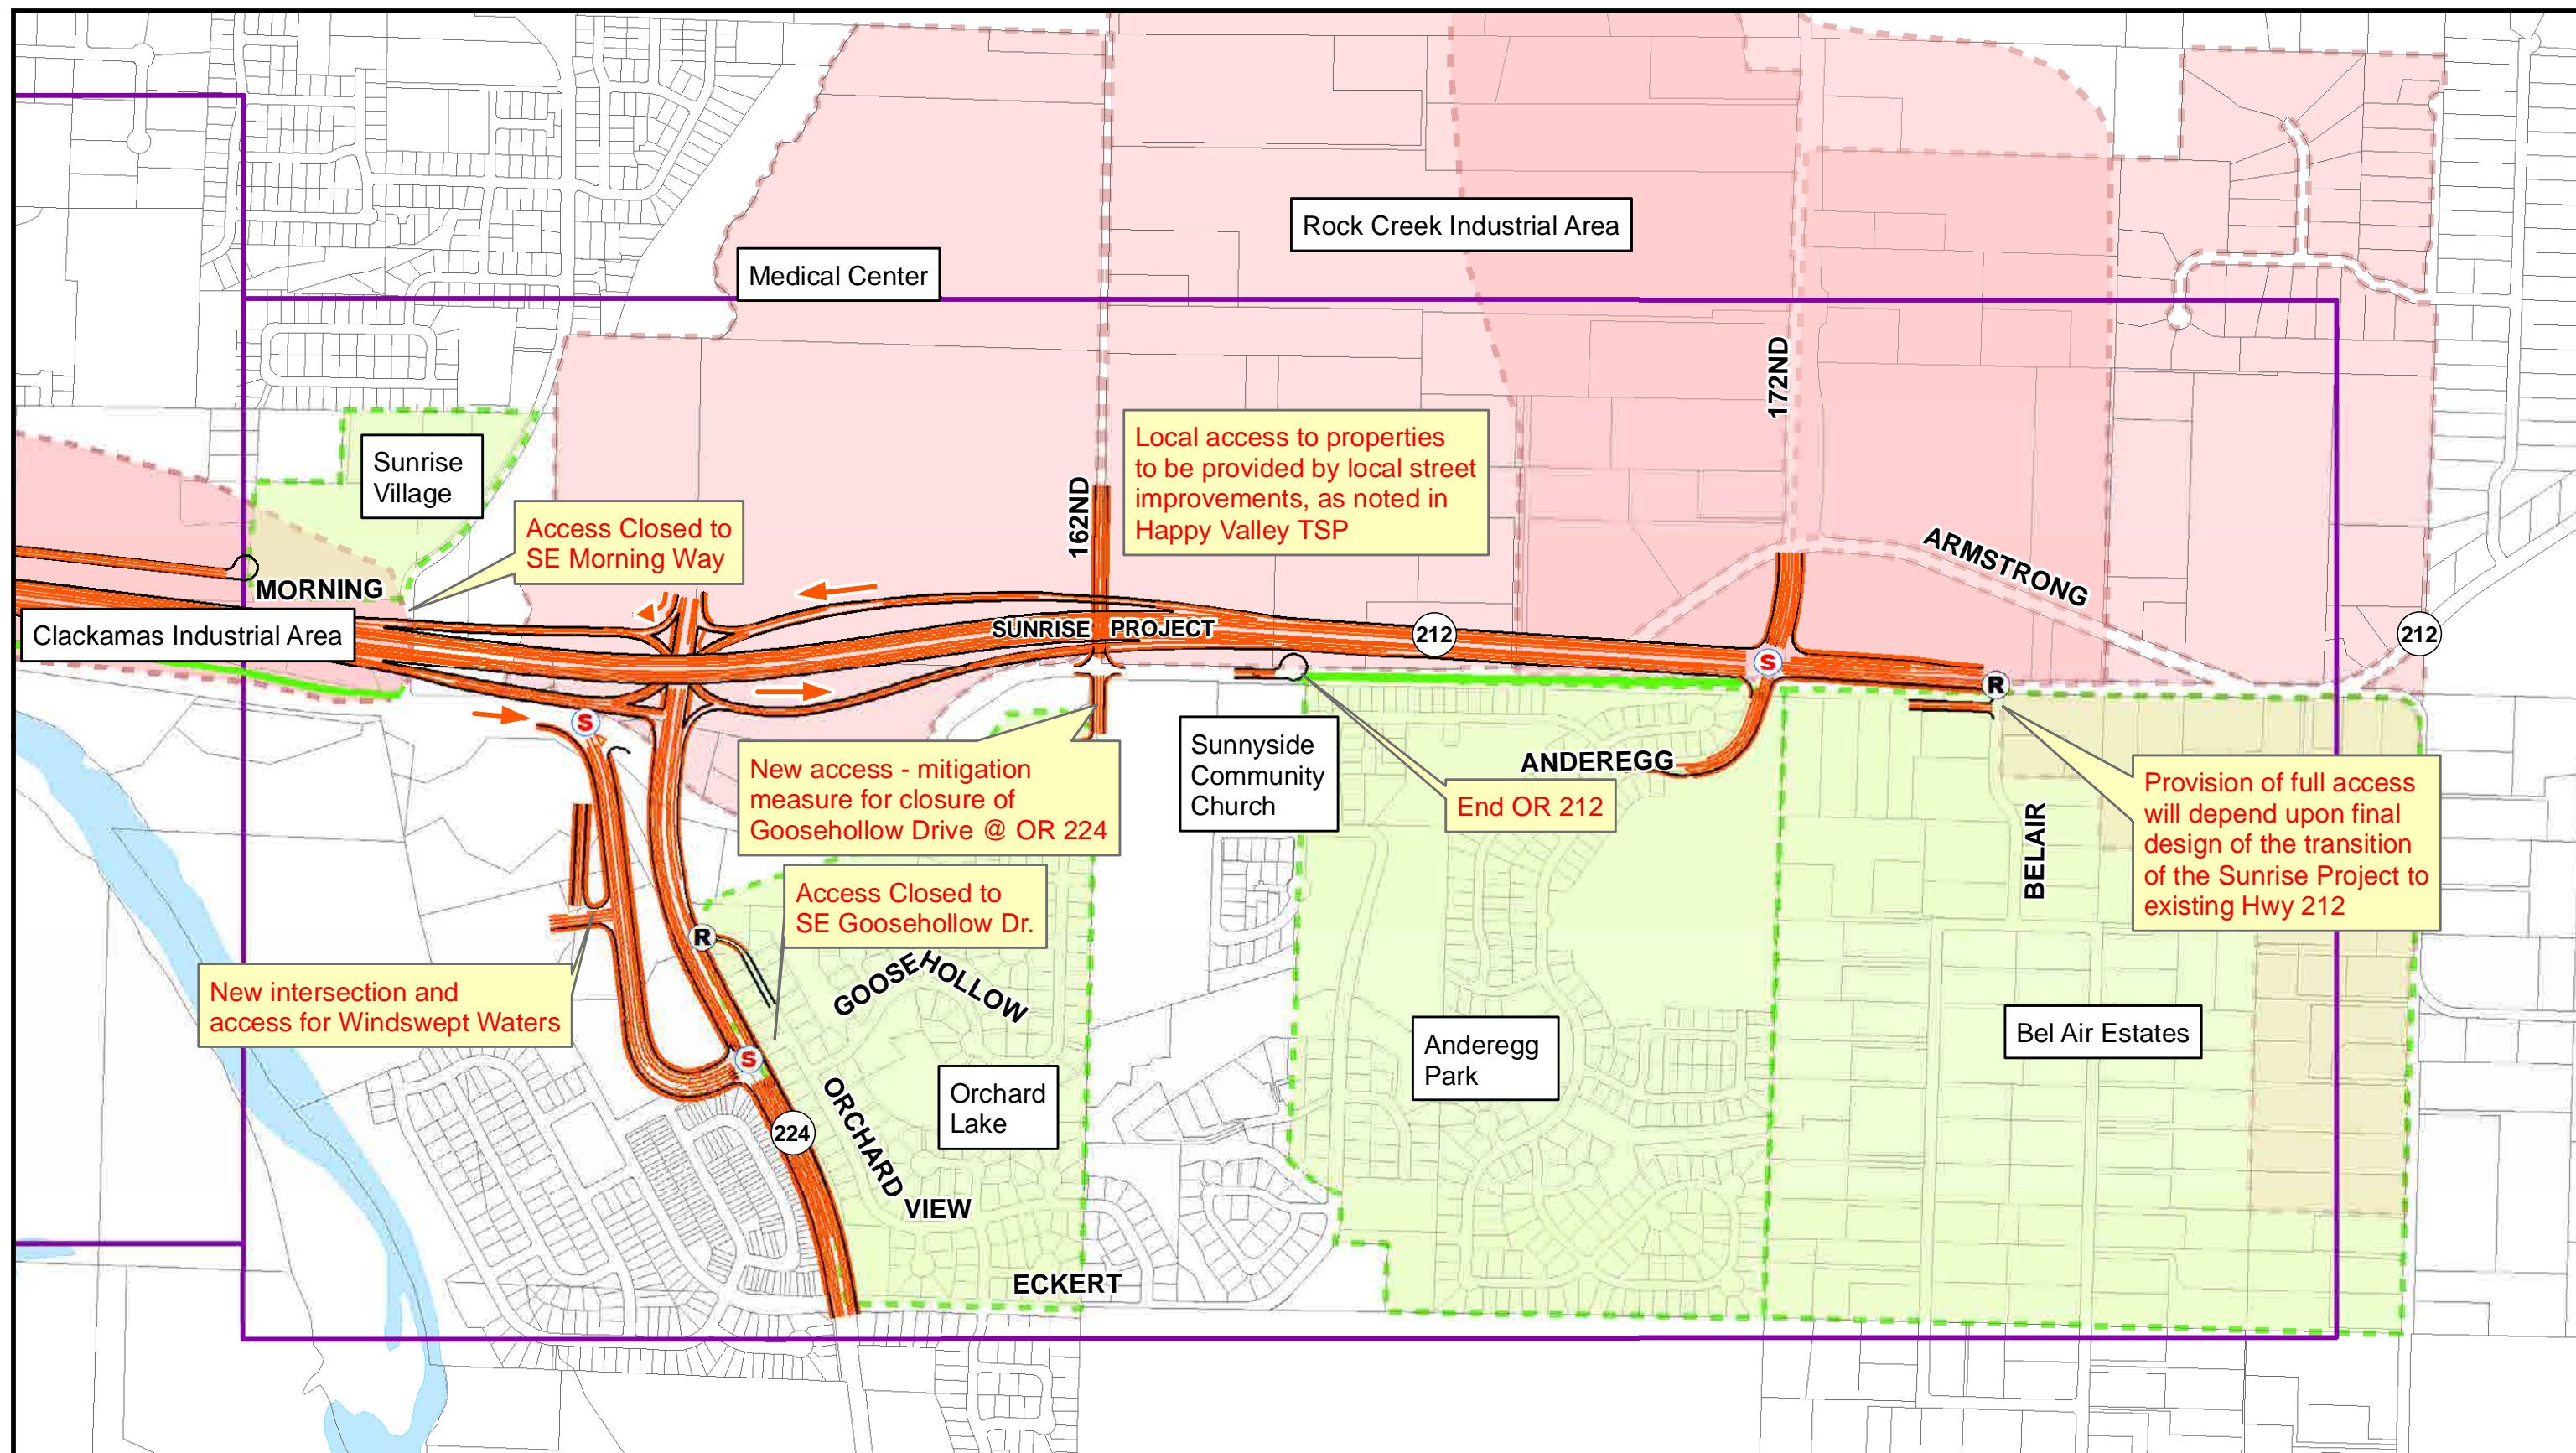 Rock Creek Industrial Area
Medical Center
172ND
Sunrise
Village
Local access to properties
to be provided by local street
improvements, as noted in
Happy Valley TSP
162ND
Access Closed to
SE Morning Way
ARMSTRONG
MORNING
Clackamas Industrial Area
SUNRISE PROJECT
212
212
S
R
S
Sunnyside
Community
Church
ANDEREGG
New access - mitigation
measure for closure of
Goosehollow Drive @ OR 224
End OR 212
Provision of full access
will depend upon final
design of the transition
of the Sunrise Project to
existing Hwy 212
BELAIR
Access Closed to
SE Goosehollow Dr.
R
GOOSEHOLLOW
New intersection and
access for Windswept Waters
Bel Air Estates
Anderegg
Park
S
Orchard
Lake
224
ORCHARD VIEW
ECKERT